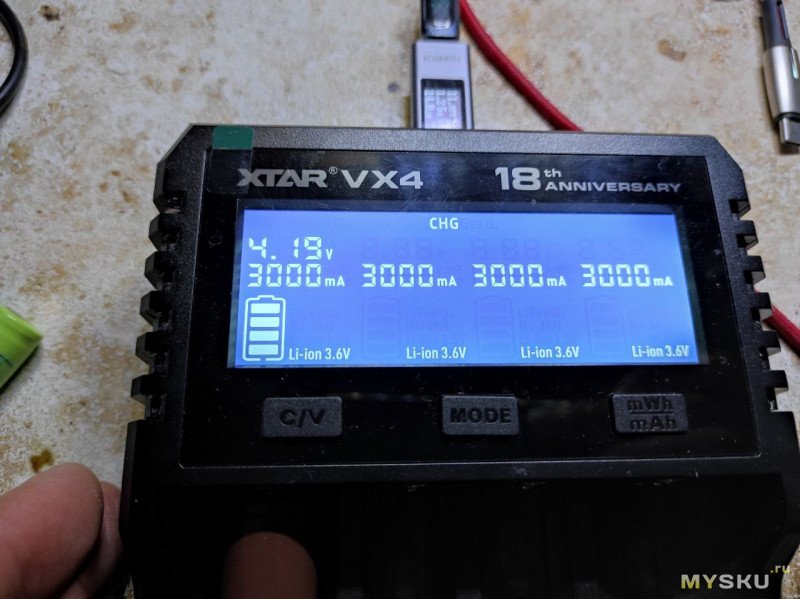 XTAR® VX4
18th ANNIVERSARY
CHG
4.19V
3000mA 3000mA 3000mA 3000mA
Li-ion 3.6V Li-ion 3.6V Li-ion 3.6V Li-ion 3.6V
C/V MODE mWh
mAh
MYSKU.ru